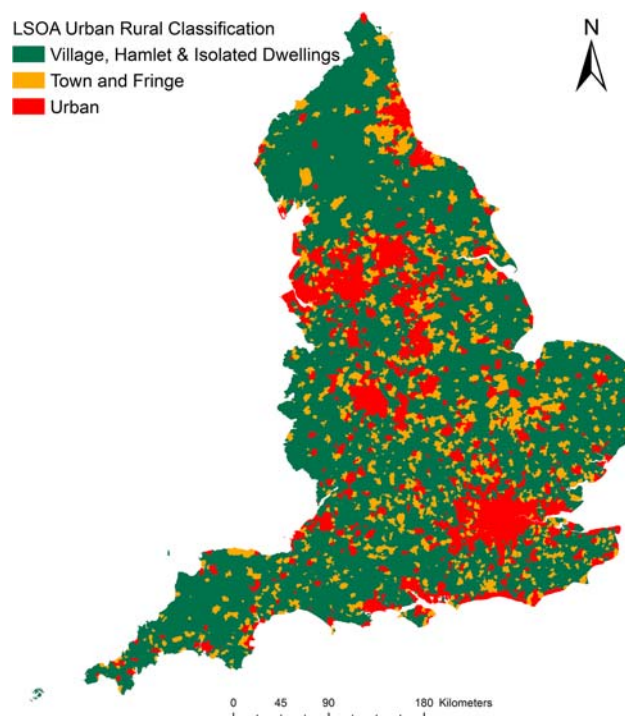 LSOA Urban Rural Classification
Village, Hamlet & Isolated Dwellings
Town and Fringe
Urban
N
0 45 90 180 Kilometers